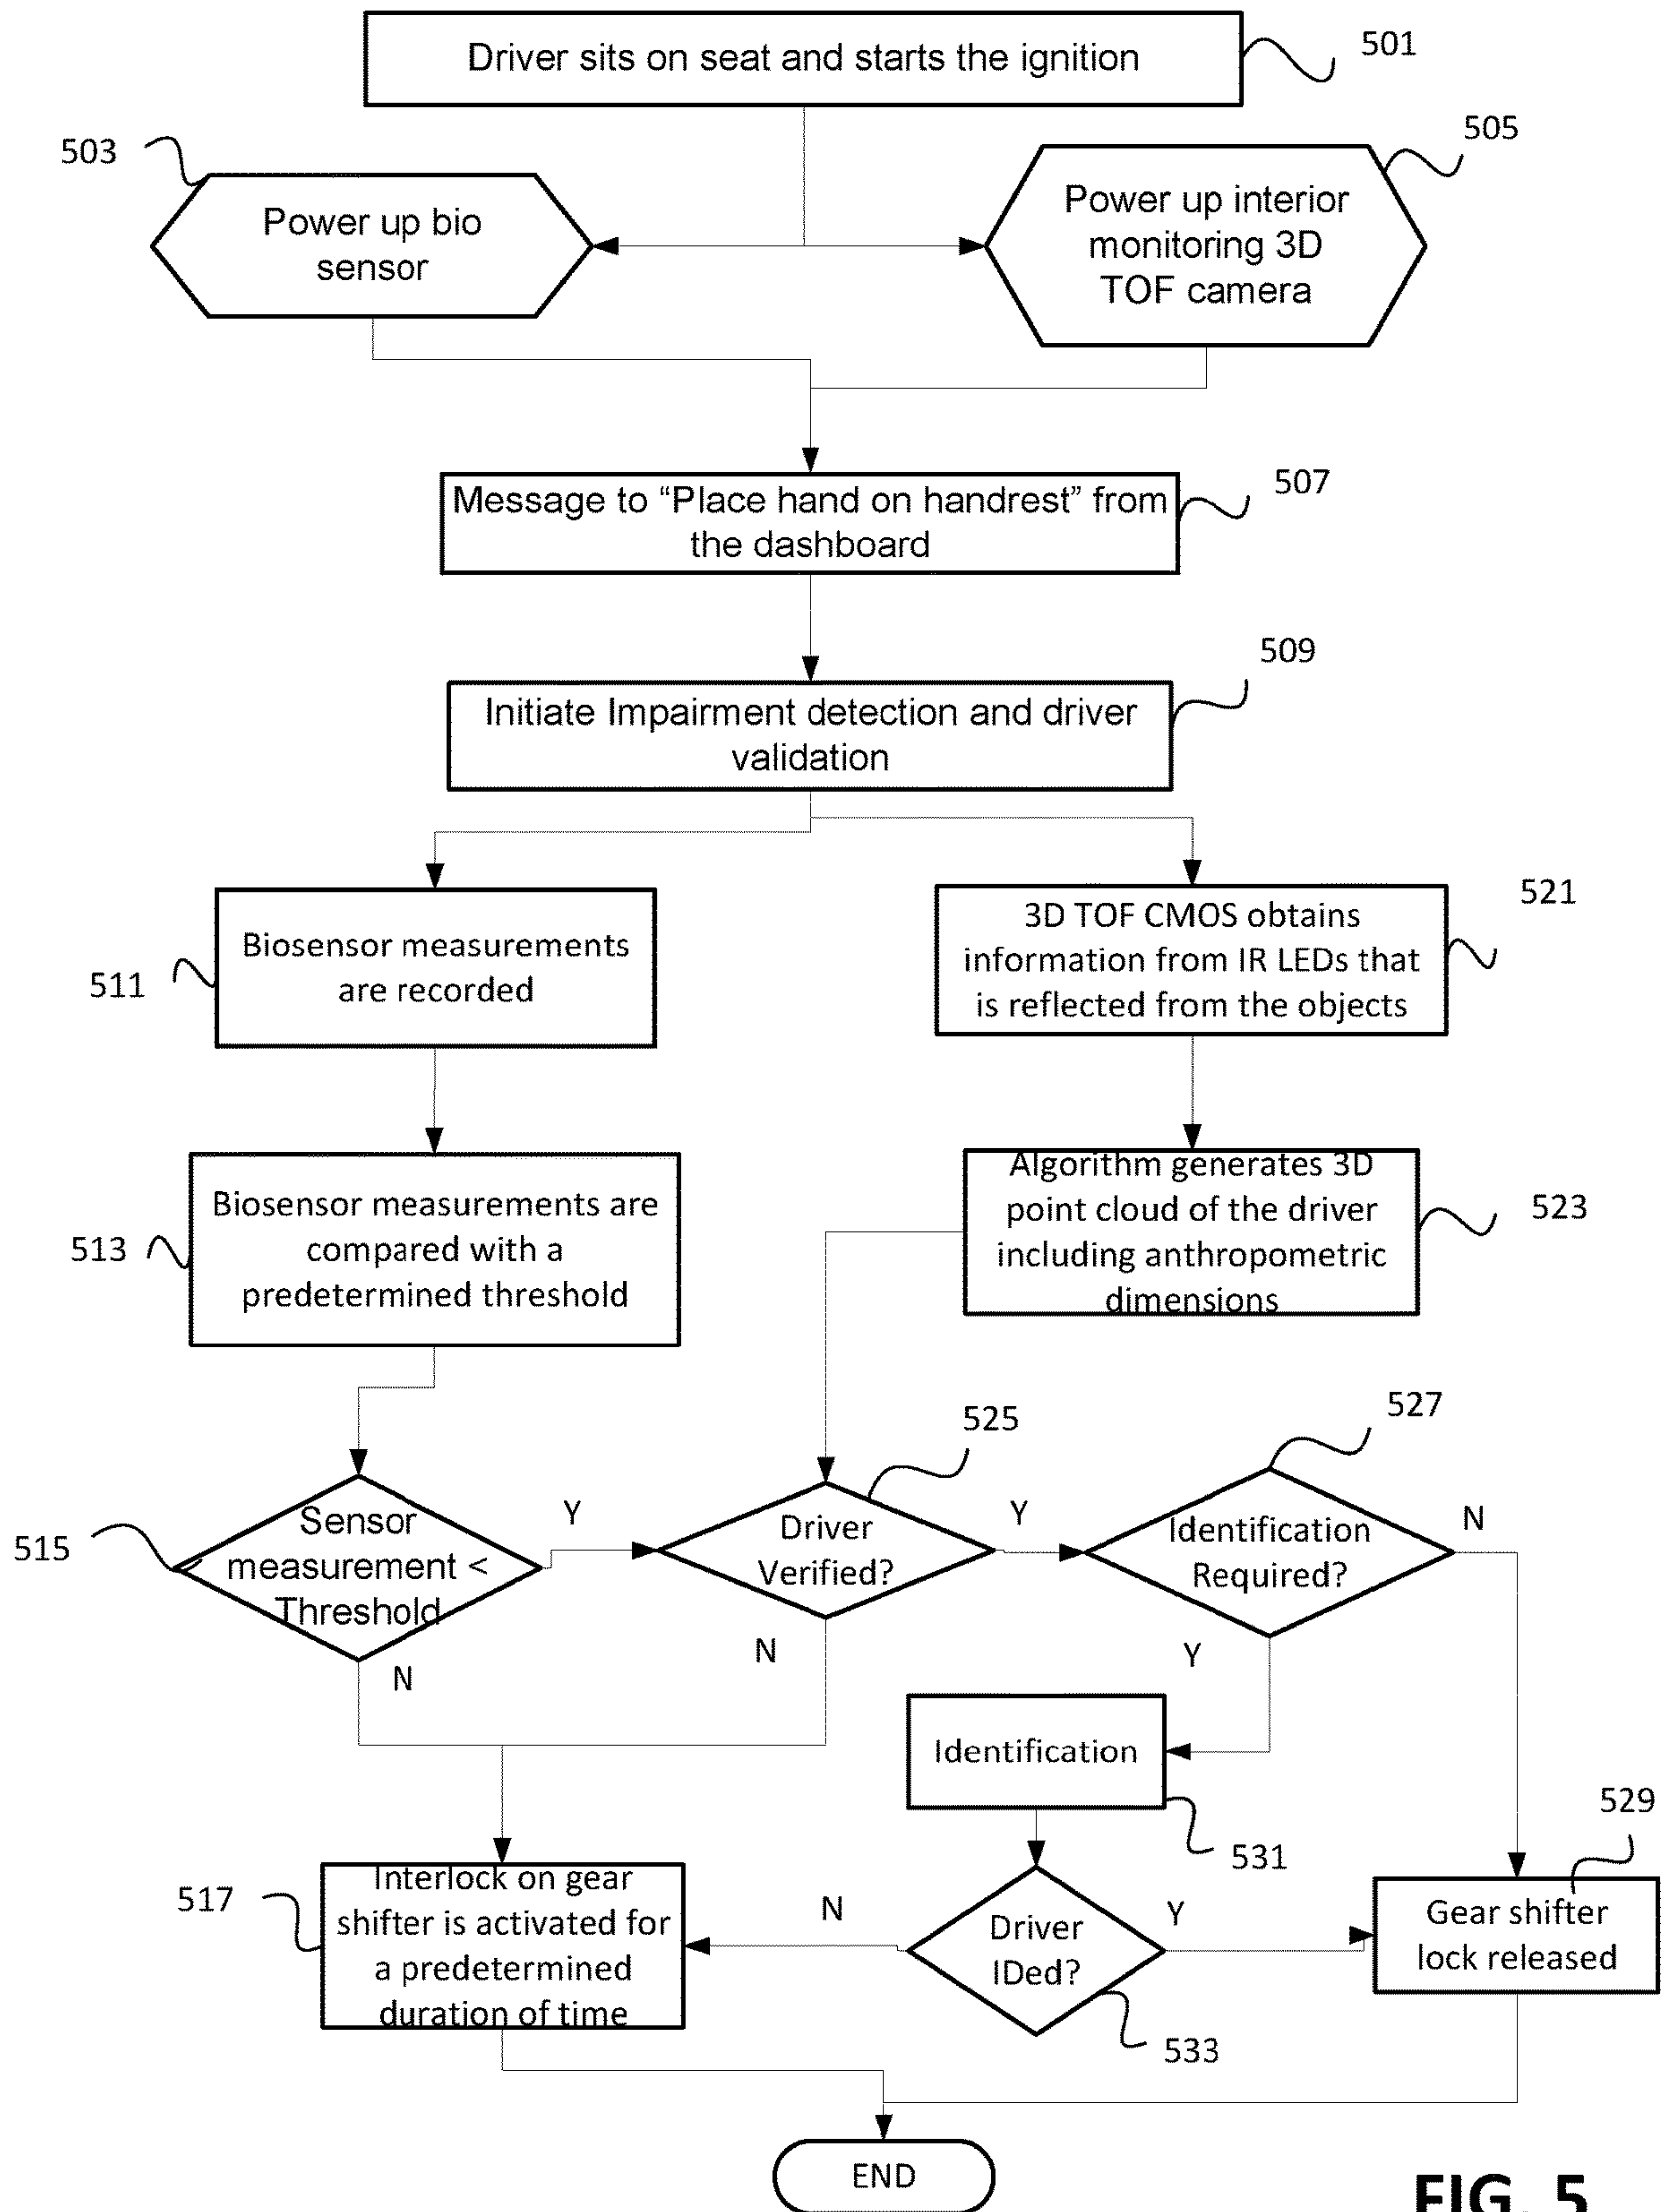 Driver sits on seat and starts the ignition
501
503
505
Power up bio
sensor
Power up interior
monitoring 3D
TOF camera
Message to “Place hand on handrest” from
the dashboard
507
509
Initiate Impairment detection and driver
validation
511
Biosensor measurements
are recorded
3D TOF CMOS obtains
information from IR LEDs that
is reflected from the objects
521
513
Biosensor measurements are
compared with a
predetermined threshold
Algorithm generates 3D
point cloud of the driver
including anthropometric
dimensions
523
515
Sensor
measurement <
Threshold
Y
N
525
Driver
Verified?
Y
N
527
Identification
Required?
N
Y
Identification
531
529
517
Interlock on gear
shifter is activated for
a predetermined
duration of time
N
Driver
IDed?
Y
533
Gear shifter
lock released
END
FIG. 5